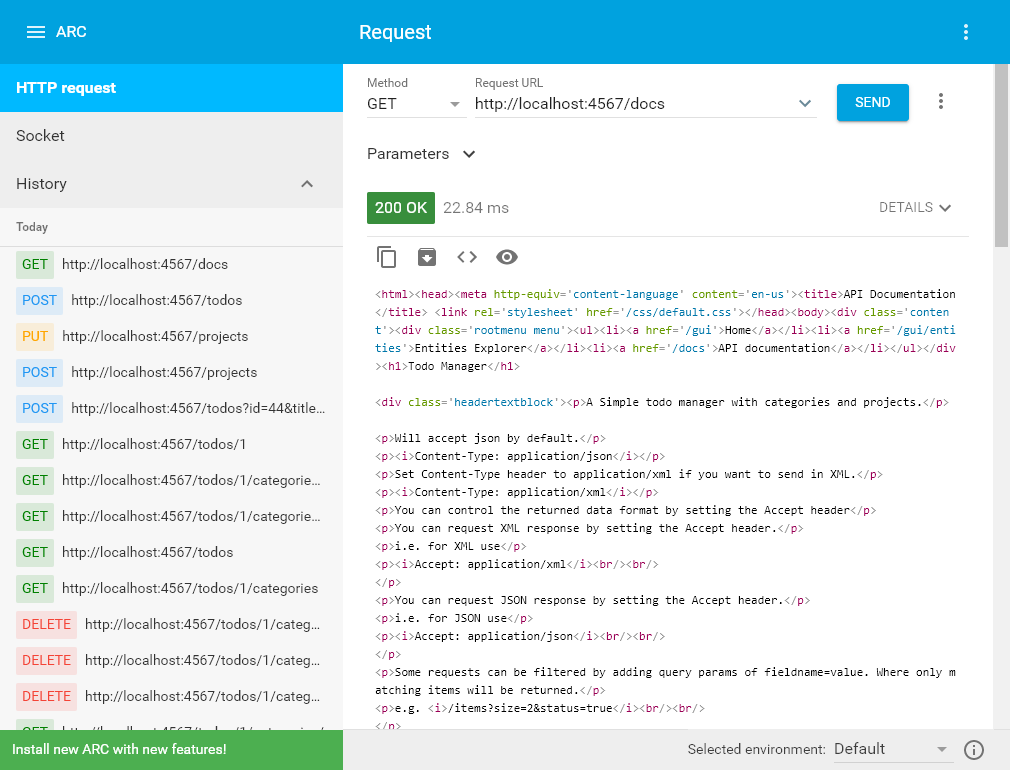 ARC
Request
HTTP request
Socket
History
Today
GET http://localhost:4567/docs
POST http://localhost:4567/todos
PUT http://localhost:4567/projects
POST http://localhost:4567/projects
POST http://localhost:4567/todos?id=44&title...
GET http://localhost:4567/todos/1
GET http://localhost:4567/todos/1/categorie...
GET http://localhost:4567/todos/1/categorie...
GET http://localhost:4567/todos
GET http://localhost:4567/todos/1/categories
DELETE http://localhost:4567/todos/1/categ...
DELETE http://localhost:4567/todos/1/categ...
DELETE http://localhost:4567/todos/1/categ...
Install new ARC with new features!
Method
GET
Request URL
http://localhost:4567/docs
SEND
Parameters
200 OK 22.84 ms
DETAILS
<html><head><meta http-equiv='content-language' content='en-us'><title>API Documentation
</title> <link rel='stylesheet' href='/css/default.css'></head><body><div class='conten
t'><div class='rootmenu menu'><ul><li><a href='/gui'>Home</a></li><li><a href='/gui/enti
ties'>Entities Explorer</a></li><li><a href='/docs'>API documentation</a></li></ul></div
><h1>Todo Manager</h1>
<div class='headertextblock'><p>A Simple todo manager with categories and projects.</p>
<p>Will accept json by default.</p>
<p><i>Content-Type: application/json</i></p>
<p>Set Content-Type header to application/xml if you want to send in XML.</p>
<p><i>Content-Type: application/xml</i></p>
<p>You can control the returned data format by setting the Accept header</p>
<p>You can request XML response by setting the Accept header.</p>
<p>i.e. for XML use</p>
<p><i>Accept: application/xml</i><br/><br/>
</p>
<p>You can request JSON response by setting the Accept header.</p>
<p>i.e. for JSON use</p>
<p><i>Accept: application/json</i><br/><br/>
</p>
<p>Some requests can be filtered by adding query params of fieldname=value. Where only m
atching items will be returned.</p>
<p>e.g. <i>/items?size=2&status=true</i><br/><br/>
</p>
Selected environment: Default